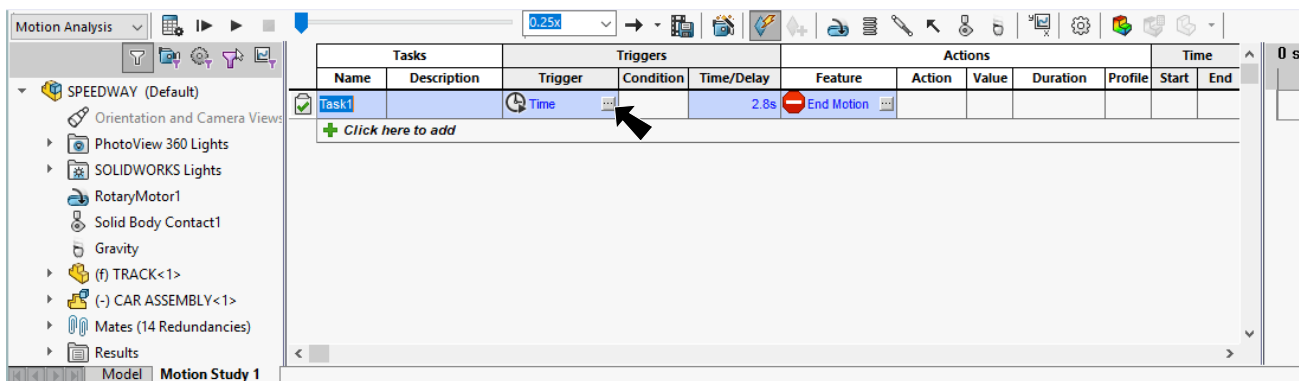 Motion Analysis
0.25x
Tasks Triggers Actions Time
0 s
Name Description Trigger Condition Time/Delay Feature Action Value Duration Profile Start End
SPEEDWAY (Default)
Task1 Time 2.8s End Motion
Orientation and Camera Views
Click here to add
PhotoView 360 Lights
SOLIDWORKS Lights
RotaryMotor1
Solid Body Contact1
Gravity
(f) TRACK<1>
(-) CAR ASSEMBLY<1>
Mates (14 Redundancies)
Results
Model Motion Study 1